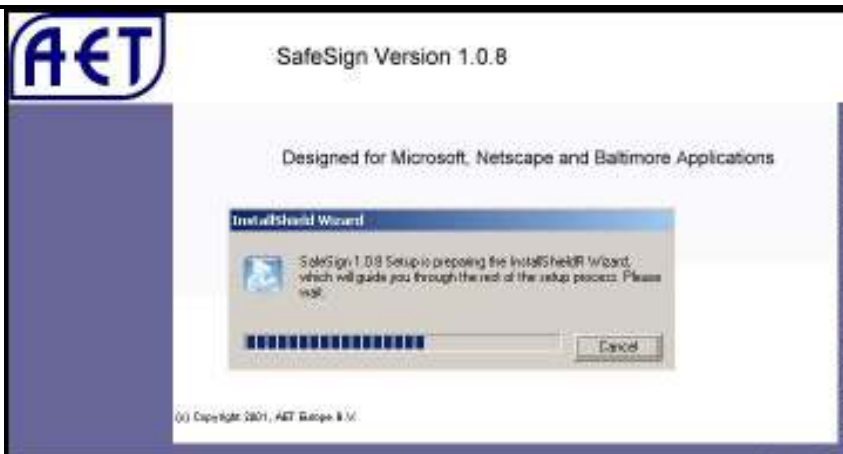 AET
SafeSign Version 1.0.8
Designed for Microsoft, Netscape and Baltimore Applications
InstallShield Wizard
SafeSign 1.0.8 Setup is preparing the InstallShieldR Wizard,
which will guide you through the rest of the setup process. Please
wait.
Cancel
(c) Copyright 2001, AET Europe B.V.